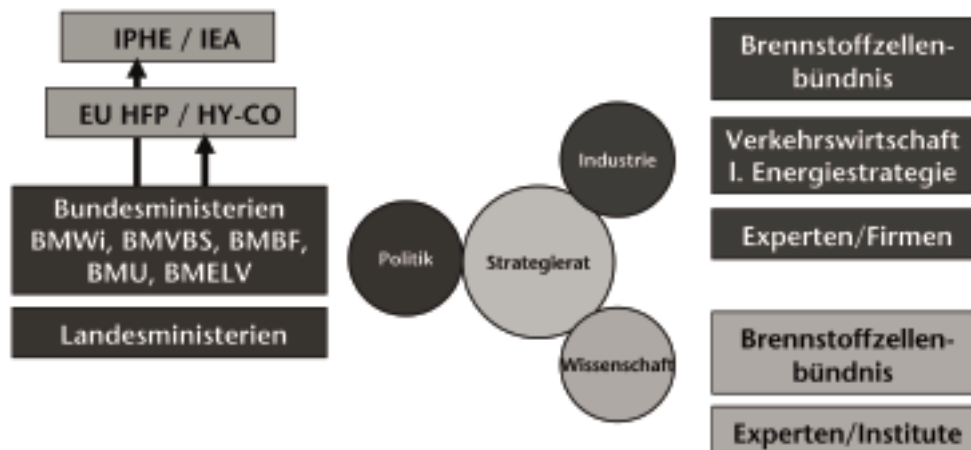 IPHE / IEA
EU HFP / HY-CO
Bundesministerien
BMWi, BMVBS, BMBF,
BMU, BMELV
Landesministerien
Politik
Strategierat
Industrie
Wissenschaft
Brennstoffzellen-
bündnis
Verkehrswirtschaft
I. Energiestrategie
Experten/Firmen
Brennstoffzellen-
bündnis
Experten/Institute